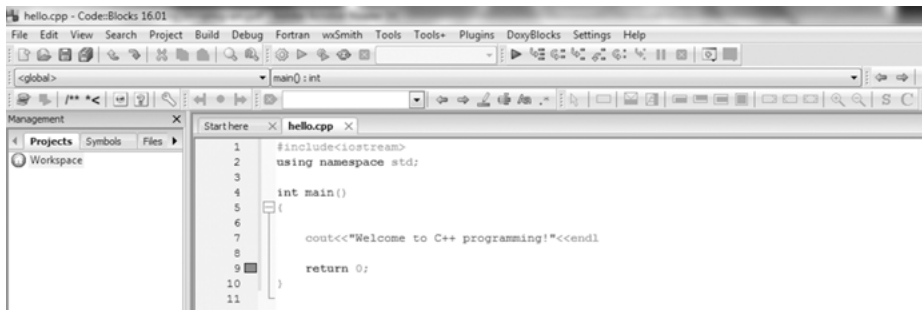 hello.cpp - Code::Blocks 16.01
File Edit View Search Project Build Debug Fortran wxSmith Tools Tools+ Plugins DoxyBlocks Settings Help
<global> main() : int
/** *<
.*
S C
Management
Projects Symbols Files
Workspace
Start here hello.cpp
1 #include<iostream>
2 using namespace std;
3
4 int main()
5 {
6
7 cout<<"Welcome to C++ programming!"<<endl
8
9 return 0;
10 }
11